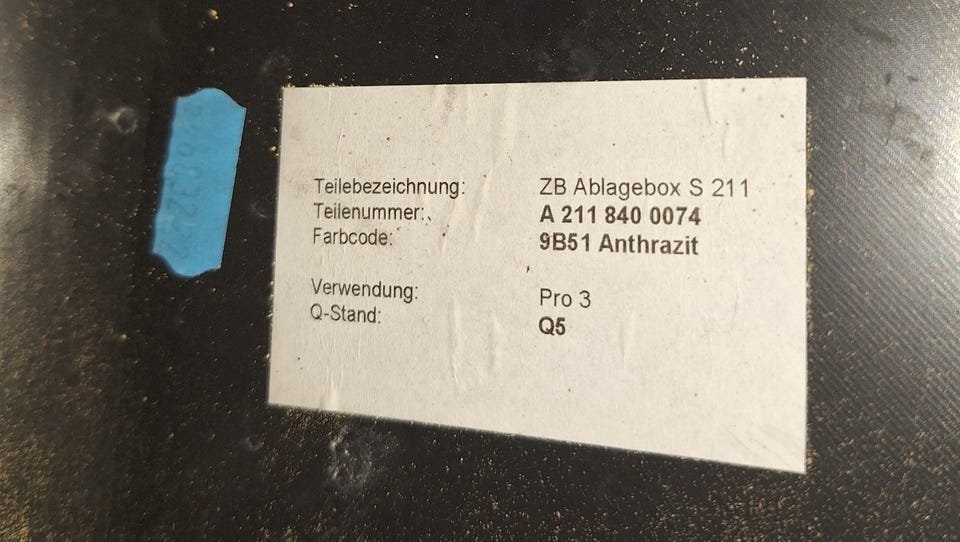 Teilebezeichnung: ZB Ablagebox S 211
Teilenummer: A 211 840 0074
Farbcode: 9B51 Anthrazit
Verwendung: Pro 3
Q-Stand: Q5